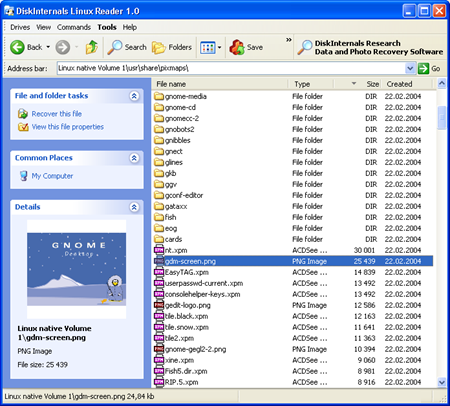 DiskInternals Linux Reader 1.0
Drives View Commands Tools Help
Back Search Folders Save » DiskInternals Research
Data and Photo Recovery Software
Address bar: Linux native Volume 1\usr\share\pixmaps\ Go
File and folder tasks
Recover this file
View this file properties
Common Places
My Computer
Details
GNOME
Desktop
Linux native Volume
1\gdm-screen.png
PNG Image
File size: 25 439
File name Type Size Created
gnome-media File folder DIR 22.02.2004
gnome-cd File folder DIR 22.02.2004
gnomecc-2 File folder DIR 22.02.2004
gnobots2 File folder DIR 22.02.2004
gnibbles File folder DIR 22.02.2004
gnect File folder DIR 22.02.2004
glines File folder DIR 22.02.2004
gkb File folder DIR 22.02.2004
ggv File folder DIR 22.02.2004
gconf-editor File folder DIR 22.02.2004
gataxx File folder DIR 22.02.2004
fish File folder DIR 22.02.2004
eog File folder DIR 22.02.2004
cards File folder DIR 22.02.2004
nt.xpm ACDSee ... 30 001 22.02.2004
gdm-screen.png PNG Image 25 439 22.02.2004
EasyTAG.xpm ACDSee ... 14 839 22.02.2004
userpasswd-current.xpm ACDSee ... 13 492 22.02.2004
consolehelper-keys.xpm ACDSee ... 13 492 22.02.2004
gedit-logo.png PNG Image 12 586 22.02.2004
tile.black.xpm ACDSee ... 12 163 22.02.2004
tile.snow.xpm ACDSee ... 11 641 22.02.2004
tile2.xpm ACDSee ... 11 363 22.02.2004
gnome-gegl2-2.png PNG Image 10 394 22.02.2004
xine.xpm ACDSee ... 9 060 22.02.2004
Fish5.dir.xpm ACDSee ... 8 981 22.02.2004
RIP.5.xpm ACDSee ... 8 916 22.02.2004
Linux native Volume 1\gdm-screen.png 24,84 kb